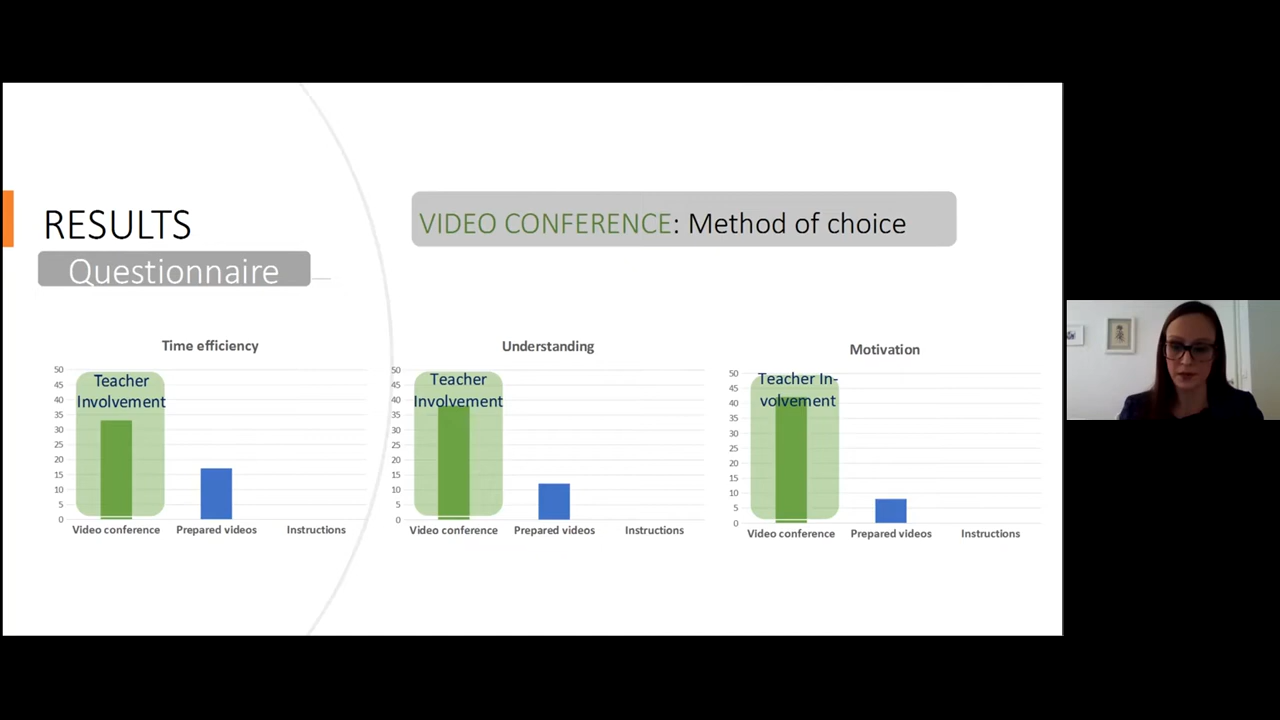 RESULTS
Questionnaire
VIDEO CONFERENCE: Method of choice
Time efficiency
50
45
40
35
30
25
20
15
10
5
0
Teacher
Involvement
Video conference Prepared videos Instructions
Understanding
50
45
40
35
30
25
20
15
10
5
0
Teacher
Involvement
Video conference Prepared videos Instructions
Motivation
50
45
40
35
30
25
20
15
10
5
0
Teacher In-
volvement
Video conference Prepared videos Instructions